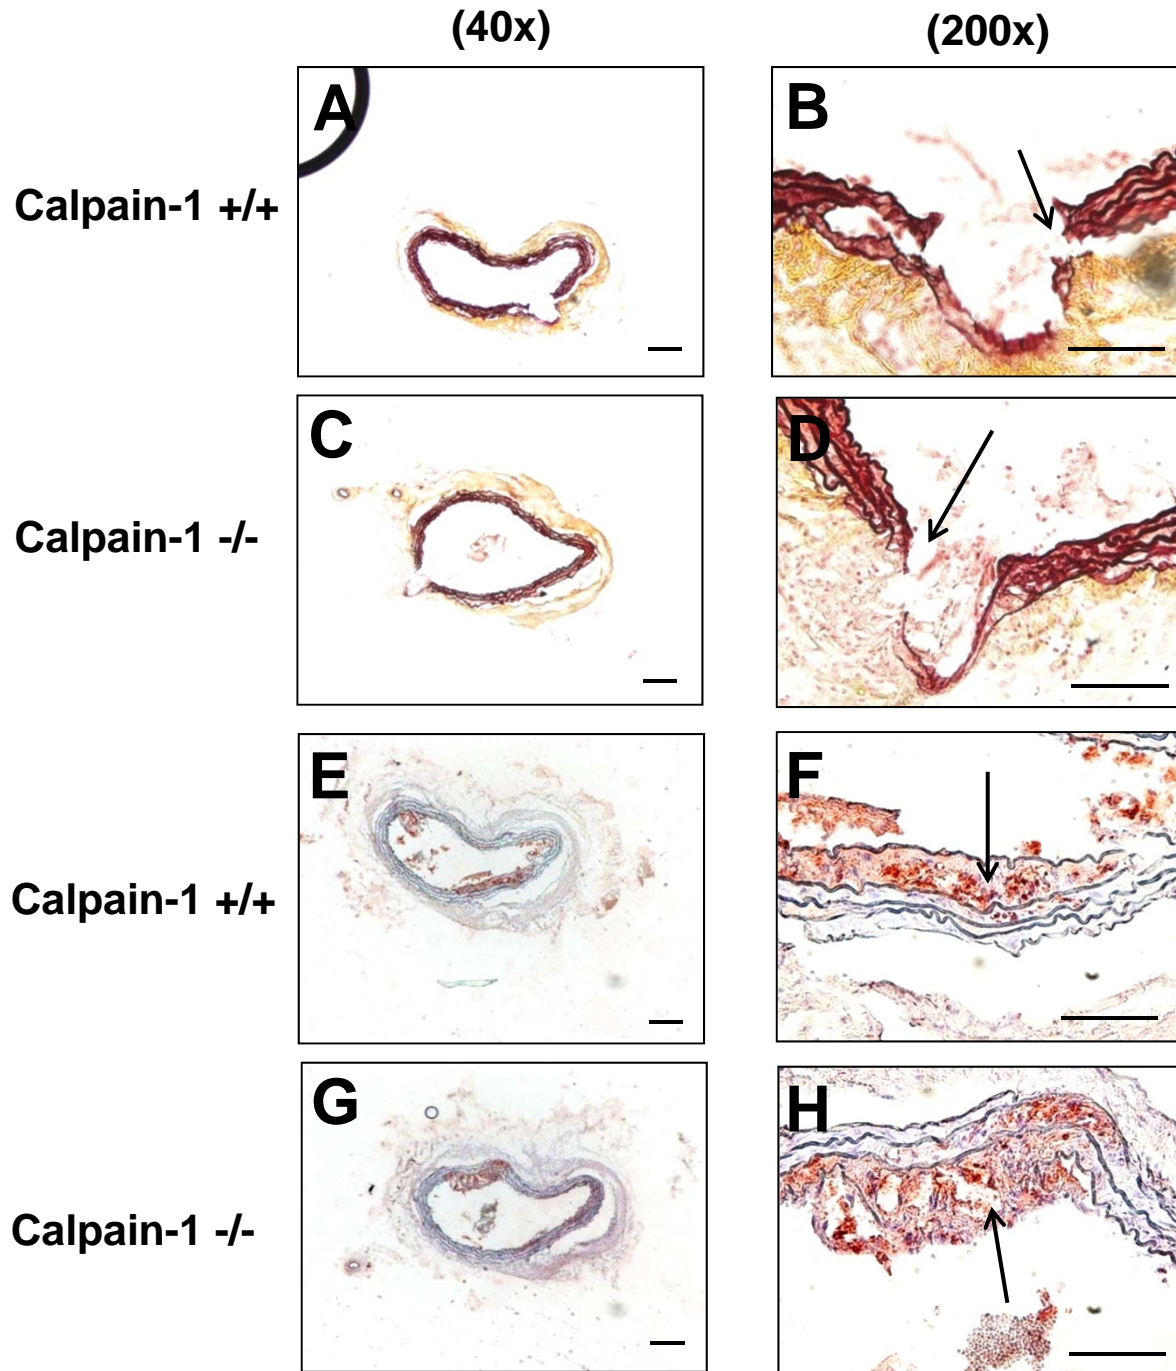 (40x)
(200x)
Calpain-1 +/+
A
B
Calpain-1 -/-
C
D
Calpain-1 +/+
E
F
Calpain-1 -/-
G
H